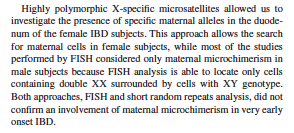 Highly polymorphic X-specific microsatellites allowed us to
investigate the presence of specific maternal alleles in the duode-
num of the female IBD subjects. This approach allows the search
for maternal cells in female subjects, while most of the studies
performed by FISH considered only maternal microchimerism in
male subjects because FISH analysis is able to locate only cells
containing double XX surrounded by cells with XY genotype.
Both approaches, FISH and short random repeats analysis, did not
confirm an involvement of maternal microchimerism in very early
onset IBD.